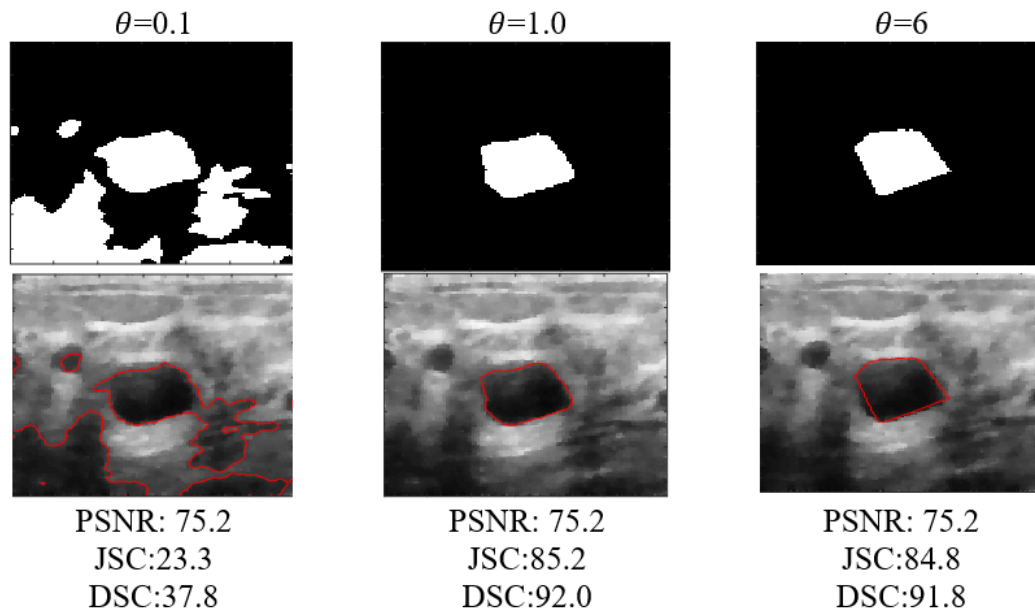 θ=0.1 θ=1.0 θ=6
PSNR: 75.2 PSNR: 75.2 PSNR: 75.2
JSC:23.3 JSC:85.2 JSC:84.8
DSC:37.8 DSC:92.0 DSC:91.8